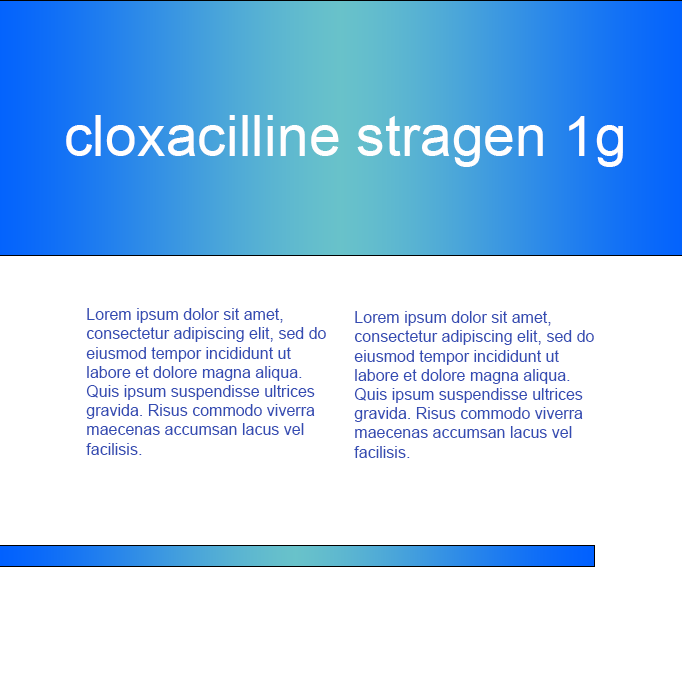 cloxacilline stragen 1g
Lorem ipsum dolor sit amet,
consectetur adipiscing elit, sed do
eiusmod tempor incididunt ut
labore et dolore magna aliqua.
Quis ipsum suspendisse ultrices
gravida. Risus commodo viverra
maecenas accumsan lacus vel
facilisis.
Lorem ipsum dolor sit amet,
consectetur adipiscing elit, sed do
eiusmod tempor incididunt ut
labore et dolore magna aliqua.
Quis ipsum suspendisse ultrices
gravida. Risus commodo viverra
maecenas accumsan lacus vel
facilisis.